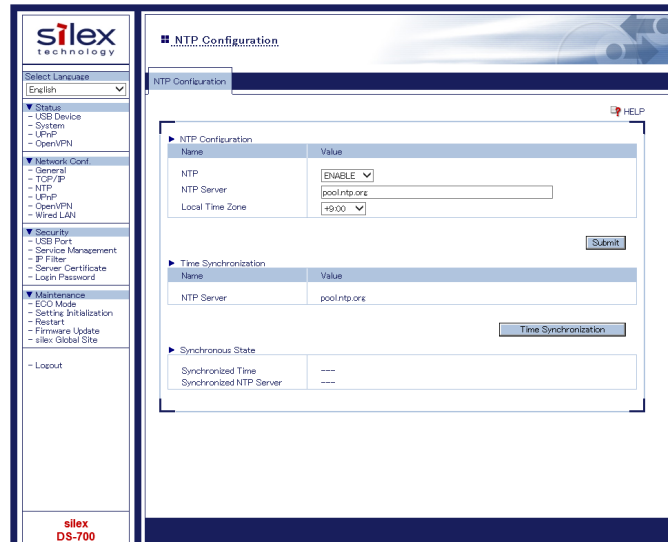 silex
technology
Select Language
English
▼ Status
- USB Device
- System
- UPnP
- OpenVPN
▼ Network Conf.
- General
- TCP/IP
- NTP
- UPnP
- OpenVPN
- Wired LAN
▼ Security
- USB Port
- Service Management
- IP Filter
- Server Certificate
- Login Password
▼ Maintenance
- ECO Mode
- Setting Initialization
- Restart
- Firmware Update
- silex Global Site
- Logout
silex
DS-700
NTP Configuration
NTP Configuration
HELP
▶ NTP Configuration
Name Value
NTP ENABLE
NTP Server pool.ntp.org
Local Time Zone +9:00
Submit
▶ Time Synchronization
Name Value
NTP Server pool.ntp.org
Time Synchronization
▶ Synchronous State
Synchronized Time ---
Synchronized NTP Server ---